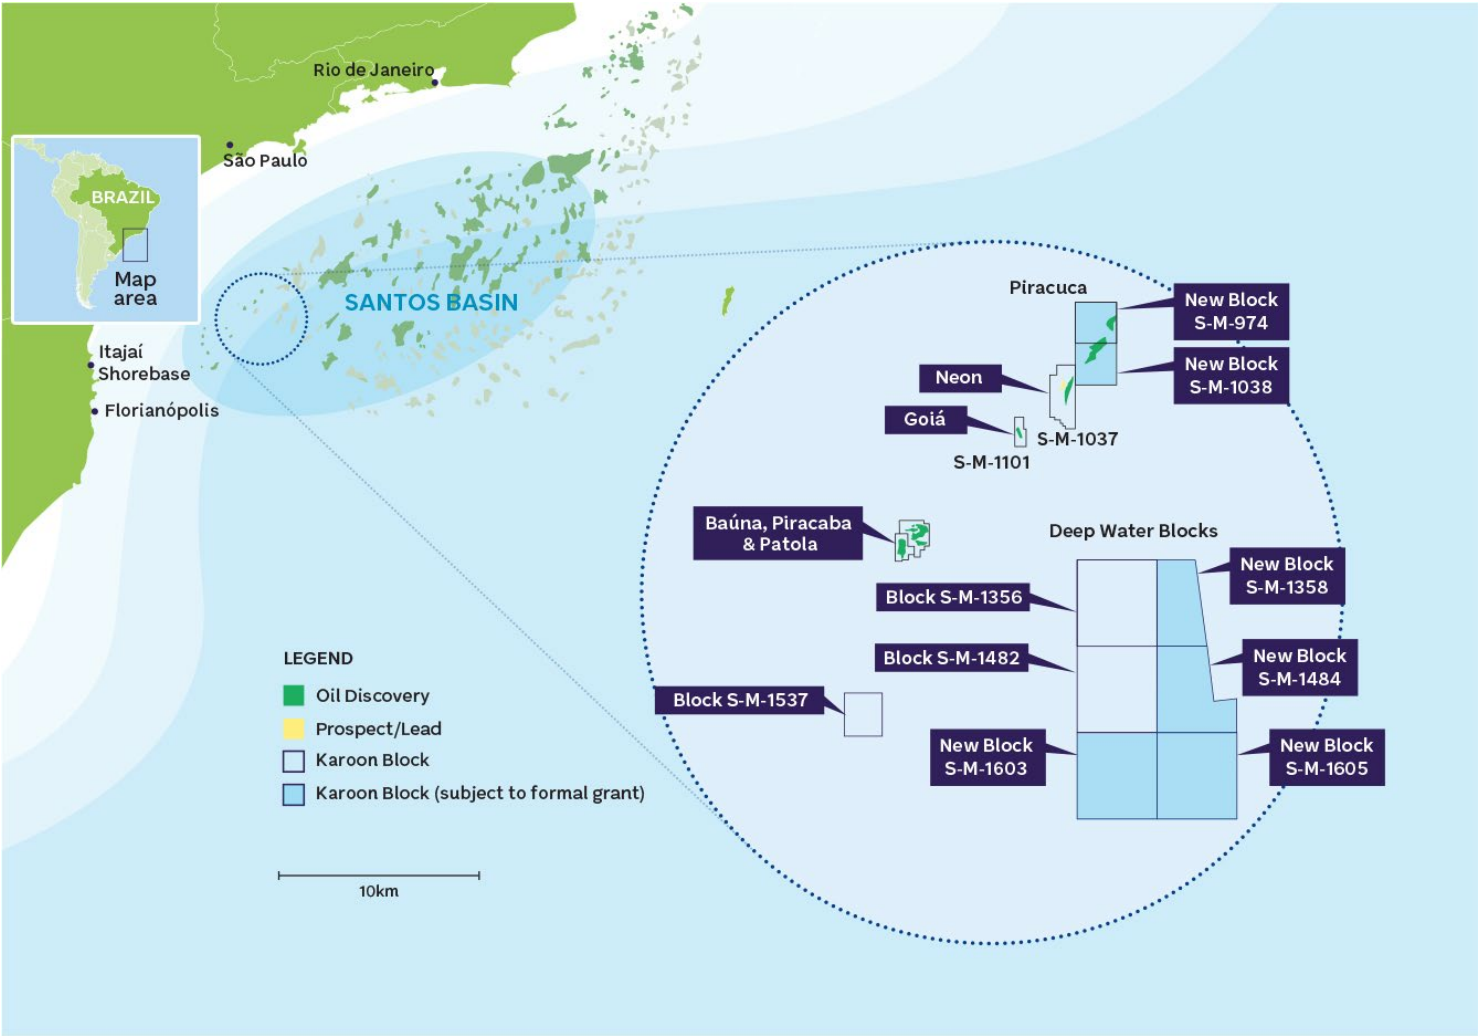 Rio de Janeiro
São Paulo
BRAZIL
Map
area
SANTOS BASIN
Itajaí
Shorebase
Florianópolis
Piracuca
New Block
S-M-974
New Block
S-M-1038
Neon
Goiá
S-M-1037
S-M-1101
Baúna, Piracaba
& Patola
Deep Water Blocks
New Block
S-M-1358
Block S-M-1356
Block S-M-1482
New Block
S-M-1484
Block S-M-1537
New Block
S-M-1603
New Block
S-M-1605
LEGEND
Oil Discovery
Prospect/Lead
Karoon Block
Karoon Block (subject to formal grant)
10km